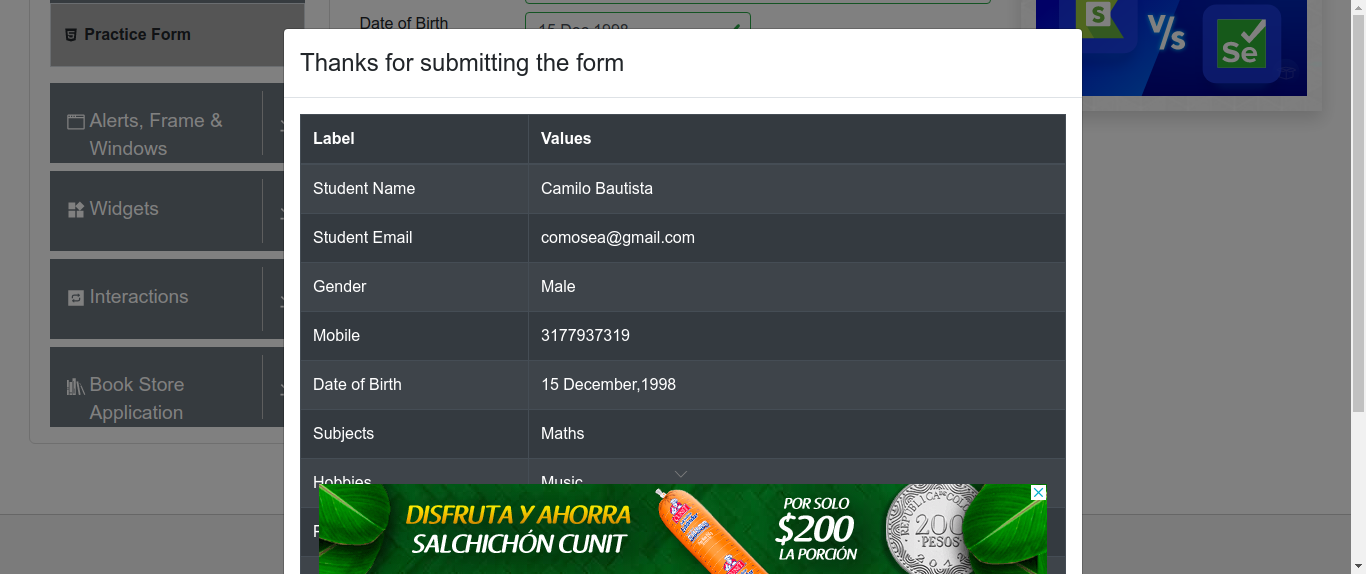 Date of Birth
15 Dec 1998
Practice Form
S
V/s
Se
Thanks for submitting the form
Alerts, Frame &
Windows
Widgets
Interactions
Book Store
Application
Label Values
Student Name Camilo Bautista
Student Email comosea@gmail.com
Gender Male
Mobile 3177937319
Date of Birth 15 December,1998
Subjects Maths
Hobbies Music
DISFRUTA Y AHORRA
SALCHICHÓN CUNIT
POR SOLO
$200
LA PORCIÓN
REPUBLICA DE COLOMBIA
200
PESOS